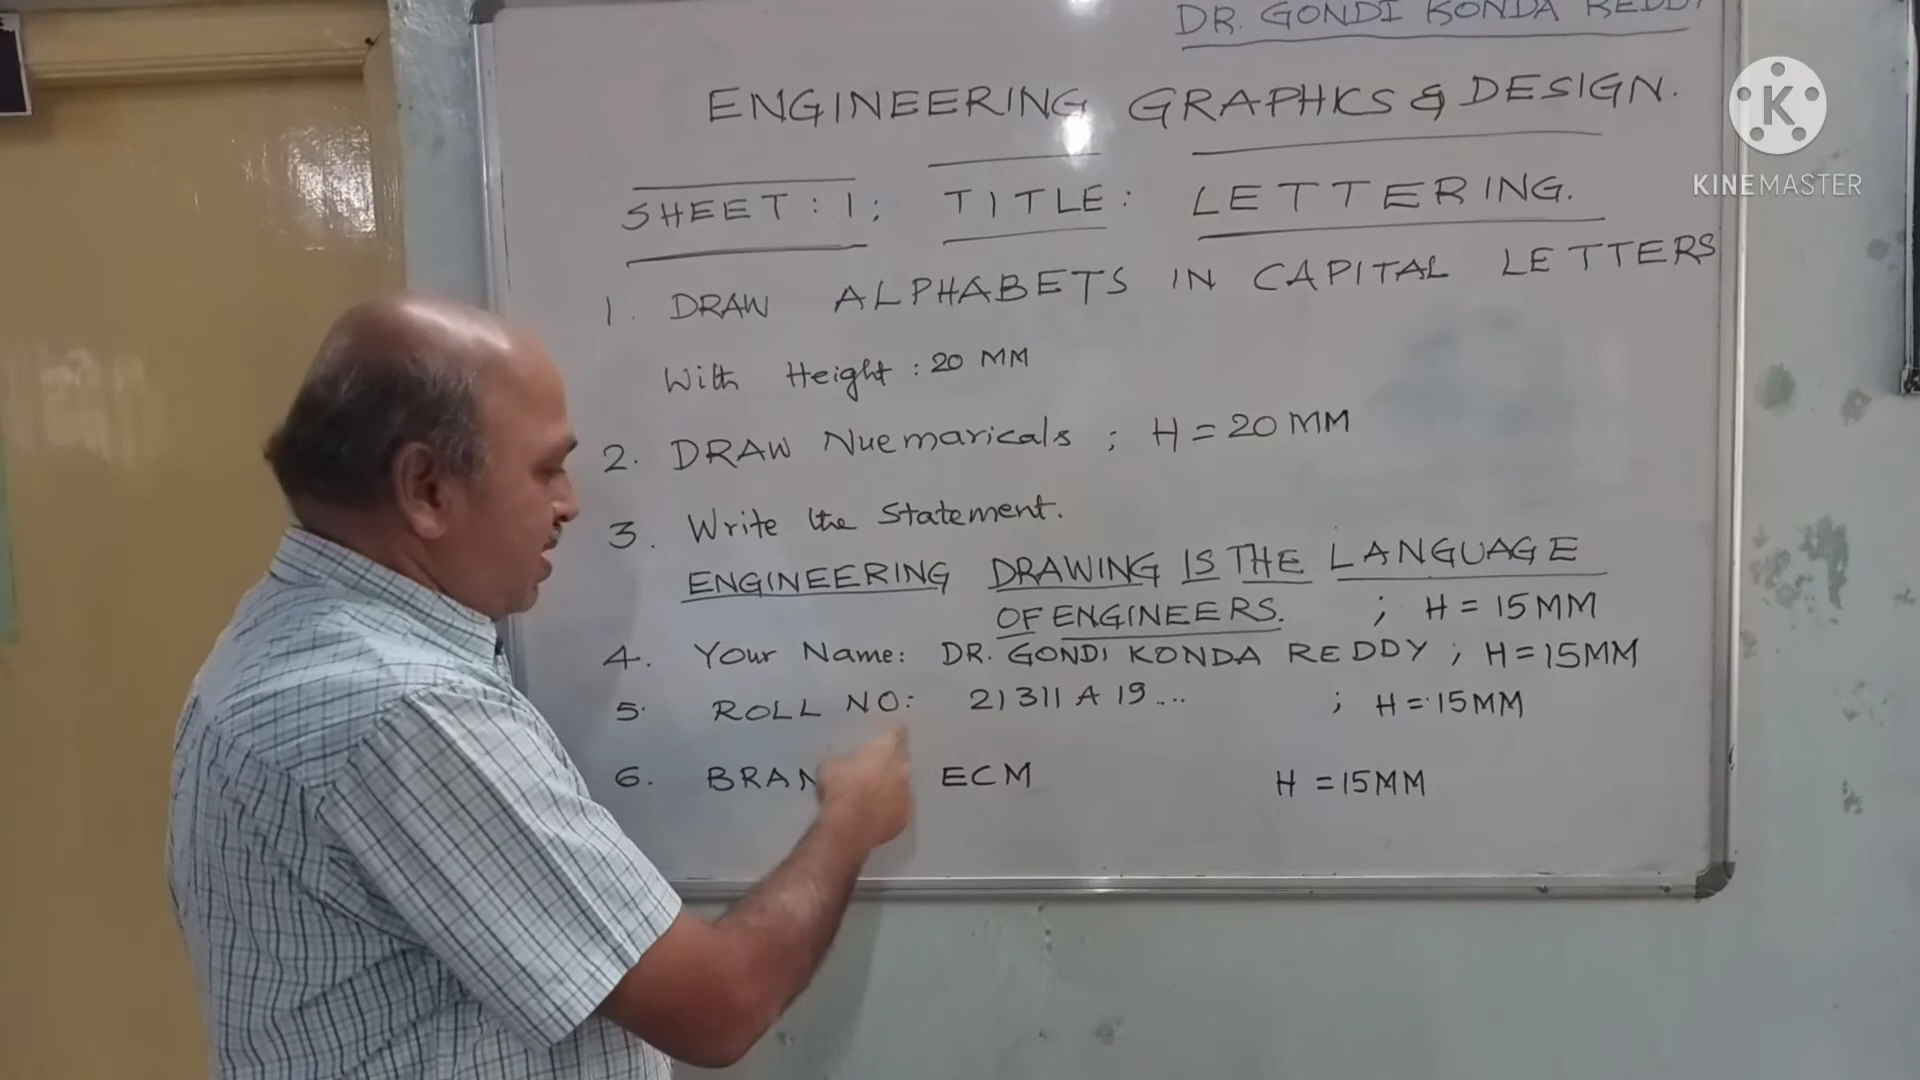 DR. GONDI KONDA REDDY
ENGINEERING GRAPHICS & DESIGN.
K
KINEMASTER
SHEET : 1 ; TITLE : LETTERING.
1. DRAW ALPHABETS IN CAPITAL LETTERS
With Height : 20 MM
2. DRAW Nuemaricals ; H = 20 MM
3. Write the Statement.
ENGINEERING DRAWING IS THE LANGUAGE
OF ENGINEERS. ; H = 15 MM
4. Your Name: DR. GONDI KONDA REDDY ; H = 15MM
5. ROLL NO: 21311 A 19 ... ; H = 15MM
6. BRAN ECM H = 15MM